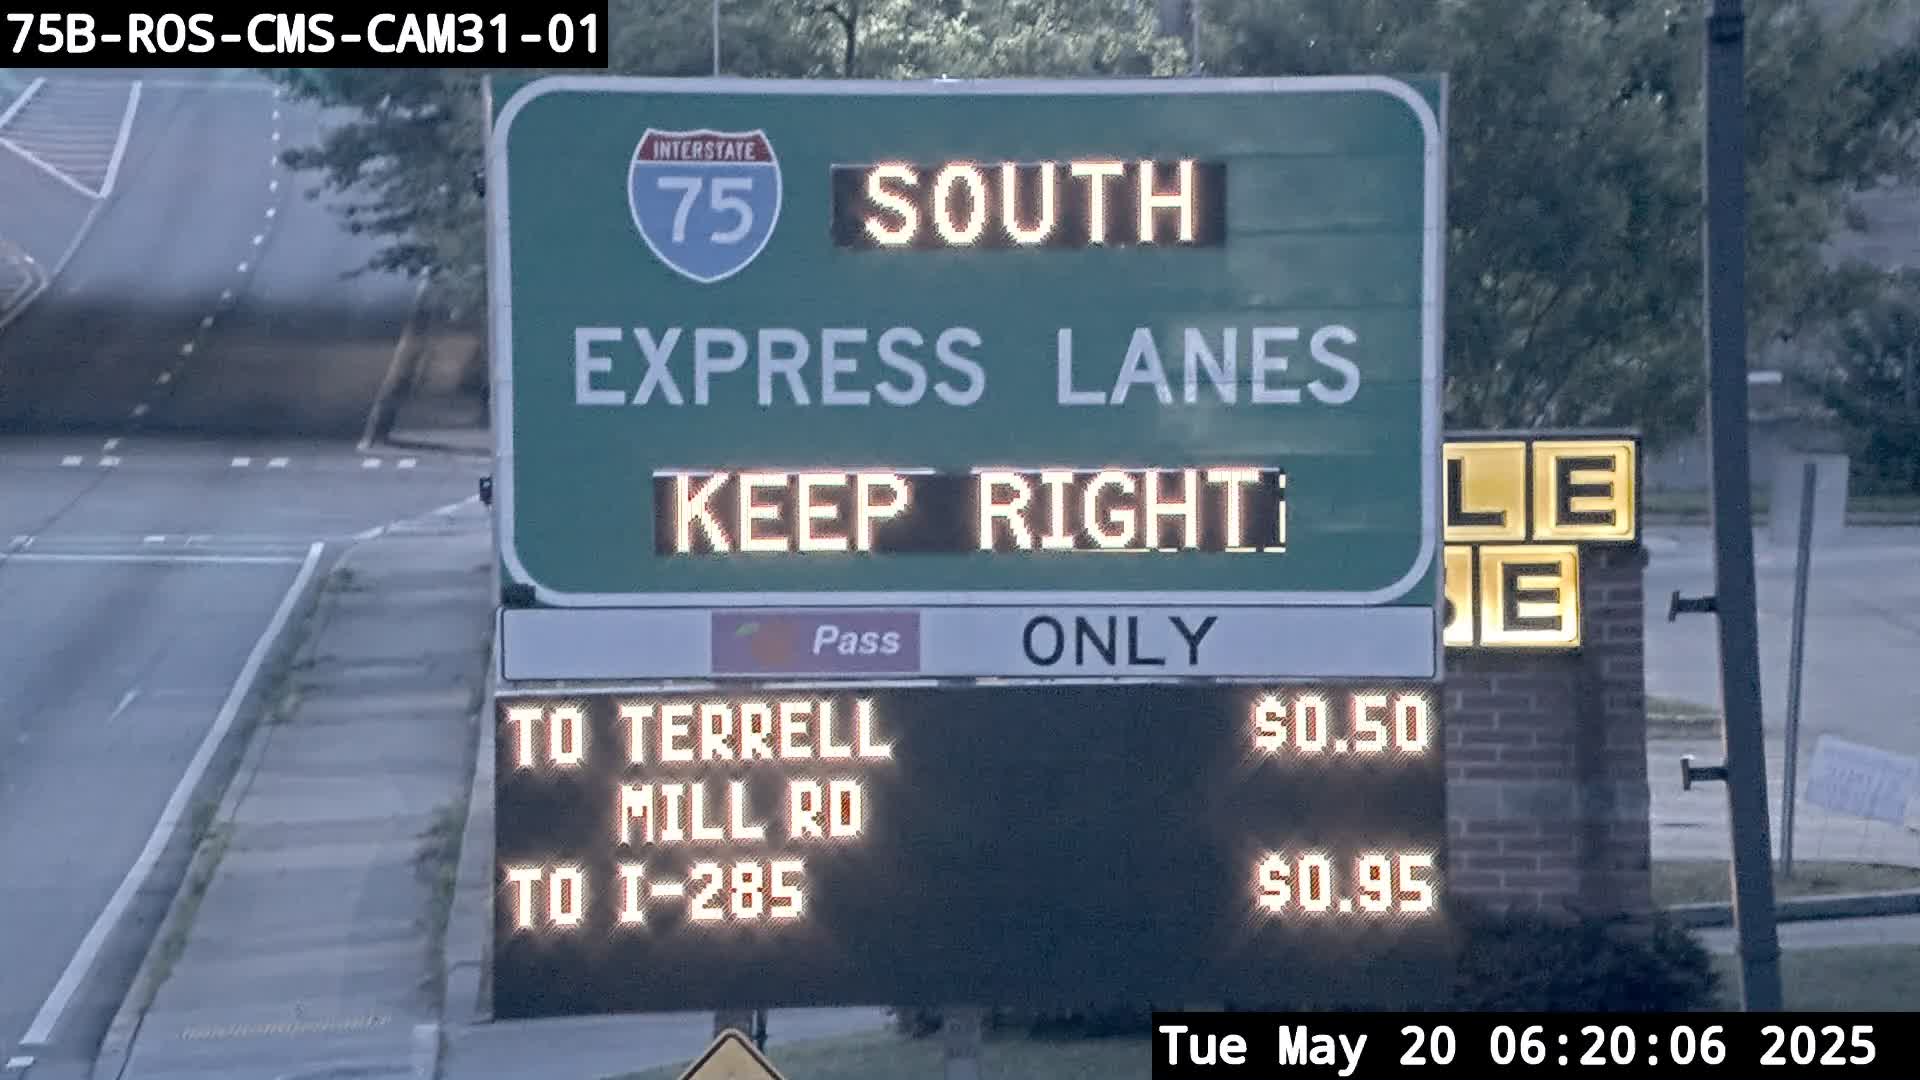 75B-ROS-CMS-CAM31-01
INTERSTATE
75
SOUTH
EXPRESS LANES
KEEP RIGHT
LE
E
Pass ONLY
TO TERRELL $0.50
MILL RD
TO I-285 $0.95
Tue May 20 06:20:06 2025